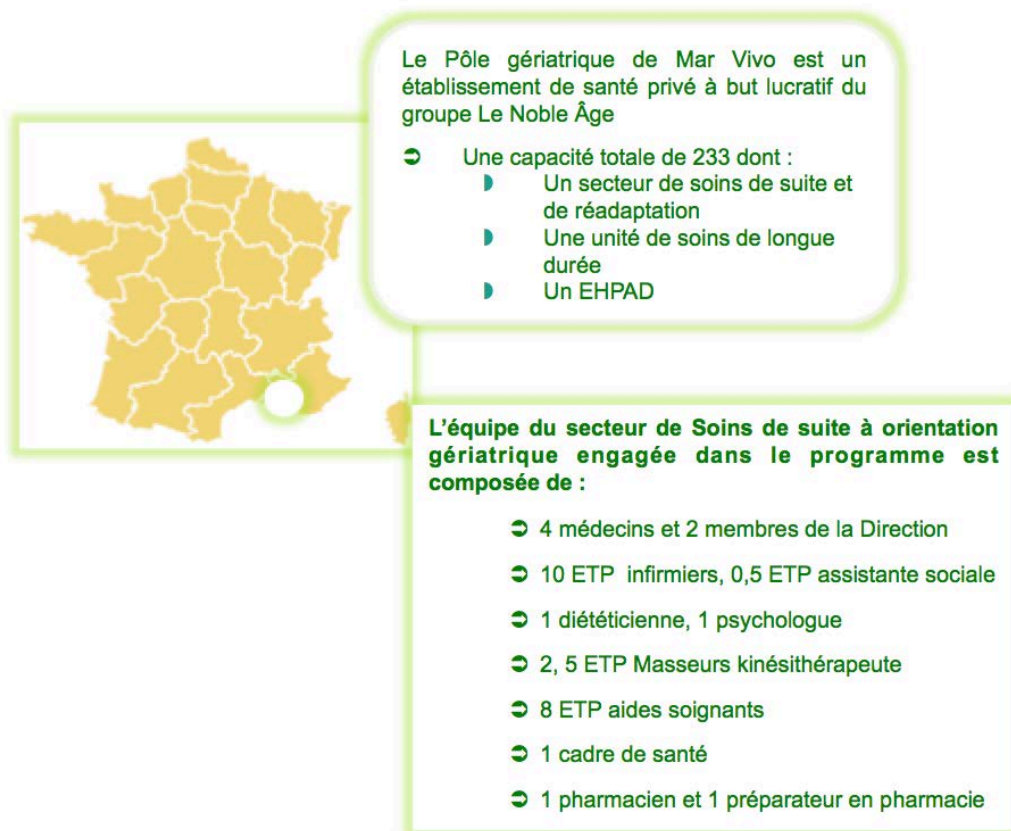 Le Pôle gériatrique de Mar Vivo est un
établissement de santé privé à but lucratif du
groupe Le Noble Âge
➲ Une capacité totale de 233 dont :
◗ Un secteur de soins de suite et
de réadaptation
◗ Une unité de soins de longue
durée
◗ Un EHPAD
L'équipe du secteur de Soins de suite à orientation
gériatrique engagée dans le programme est
composée de :
➲ 4 médecins et 2 membres de la Direction
➲ 10 ETP infirmiers, 0,5 ETP assistante sociale
➲ 1 diététicienne, 1 psychologue
➲ 2, 5 ETP Masseurs kinésithérapeute
➲ 8 ETP aides soignants
➲ 1 cadre de santé
➲ 1 pharmacien et 1 préparateur en pharmacie